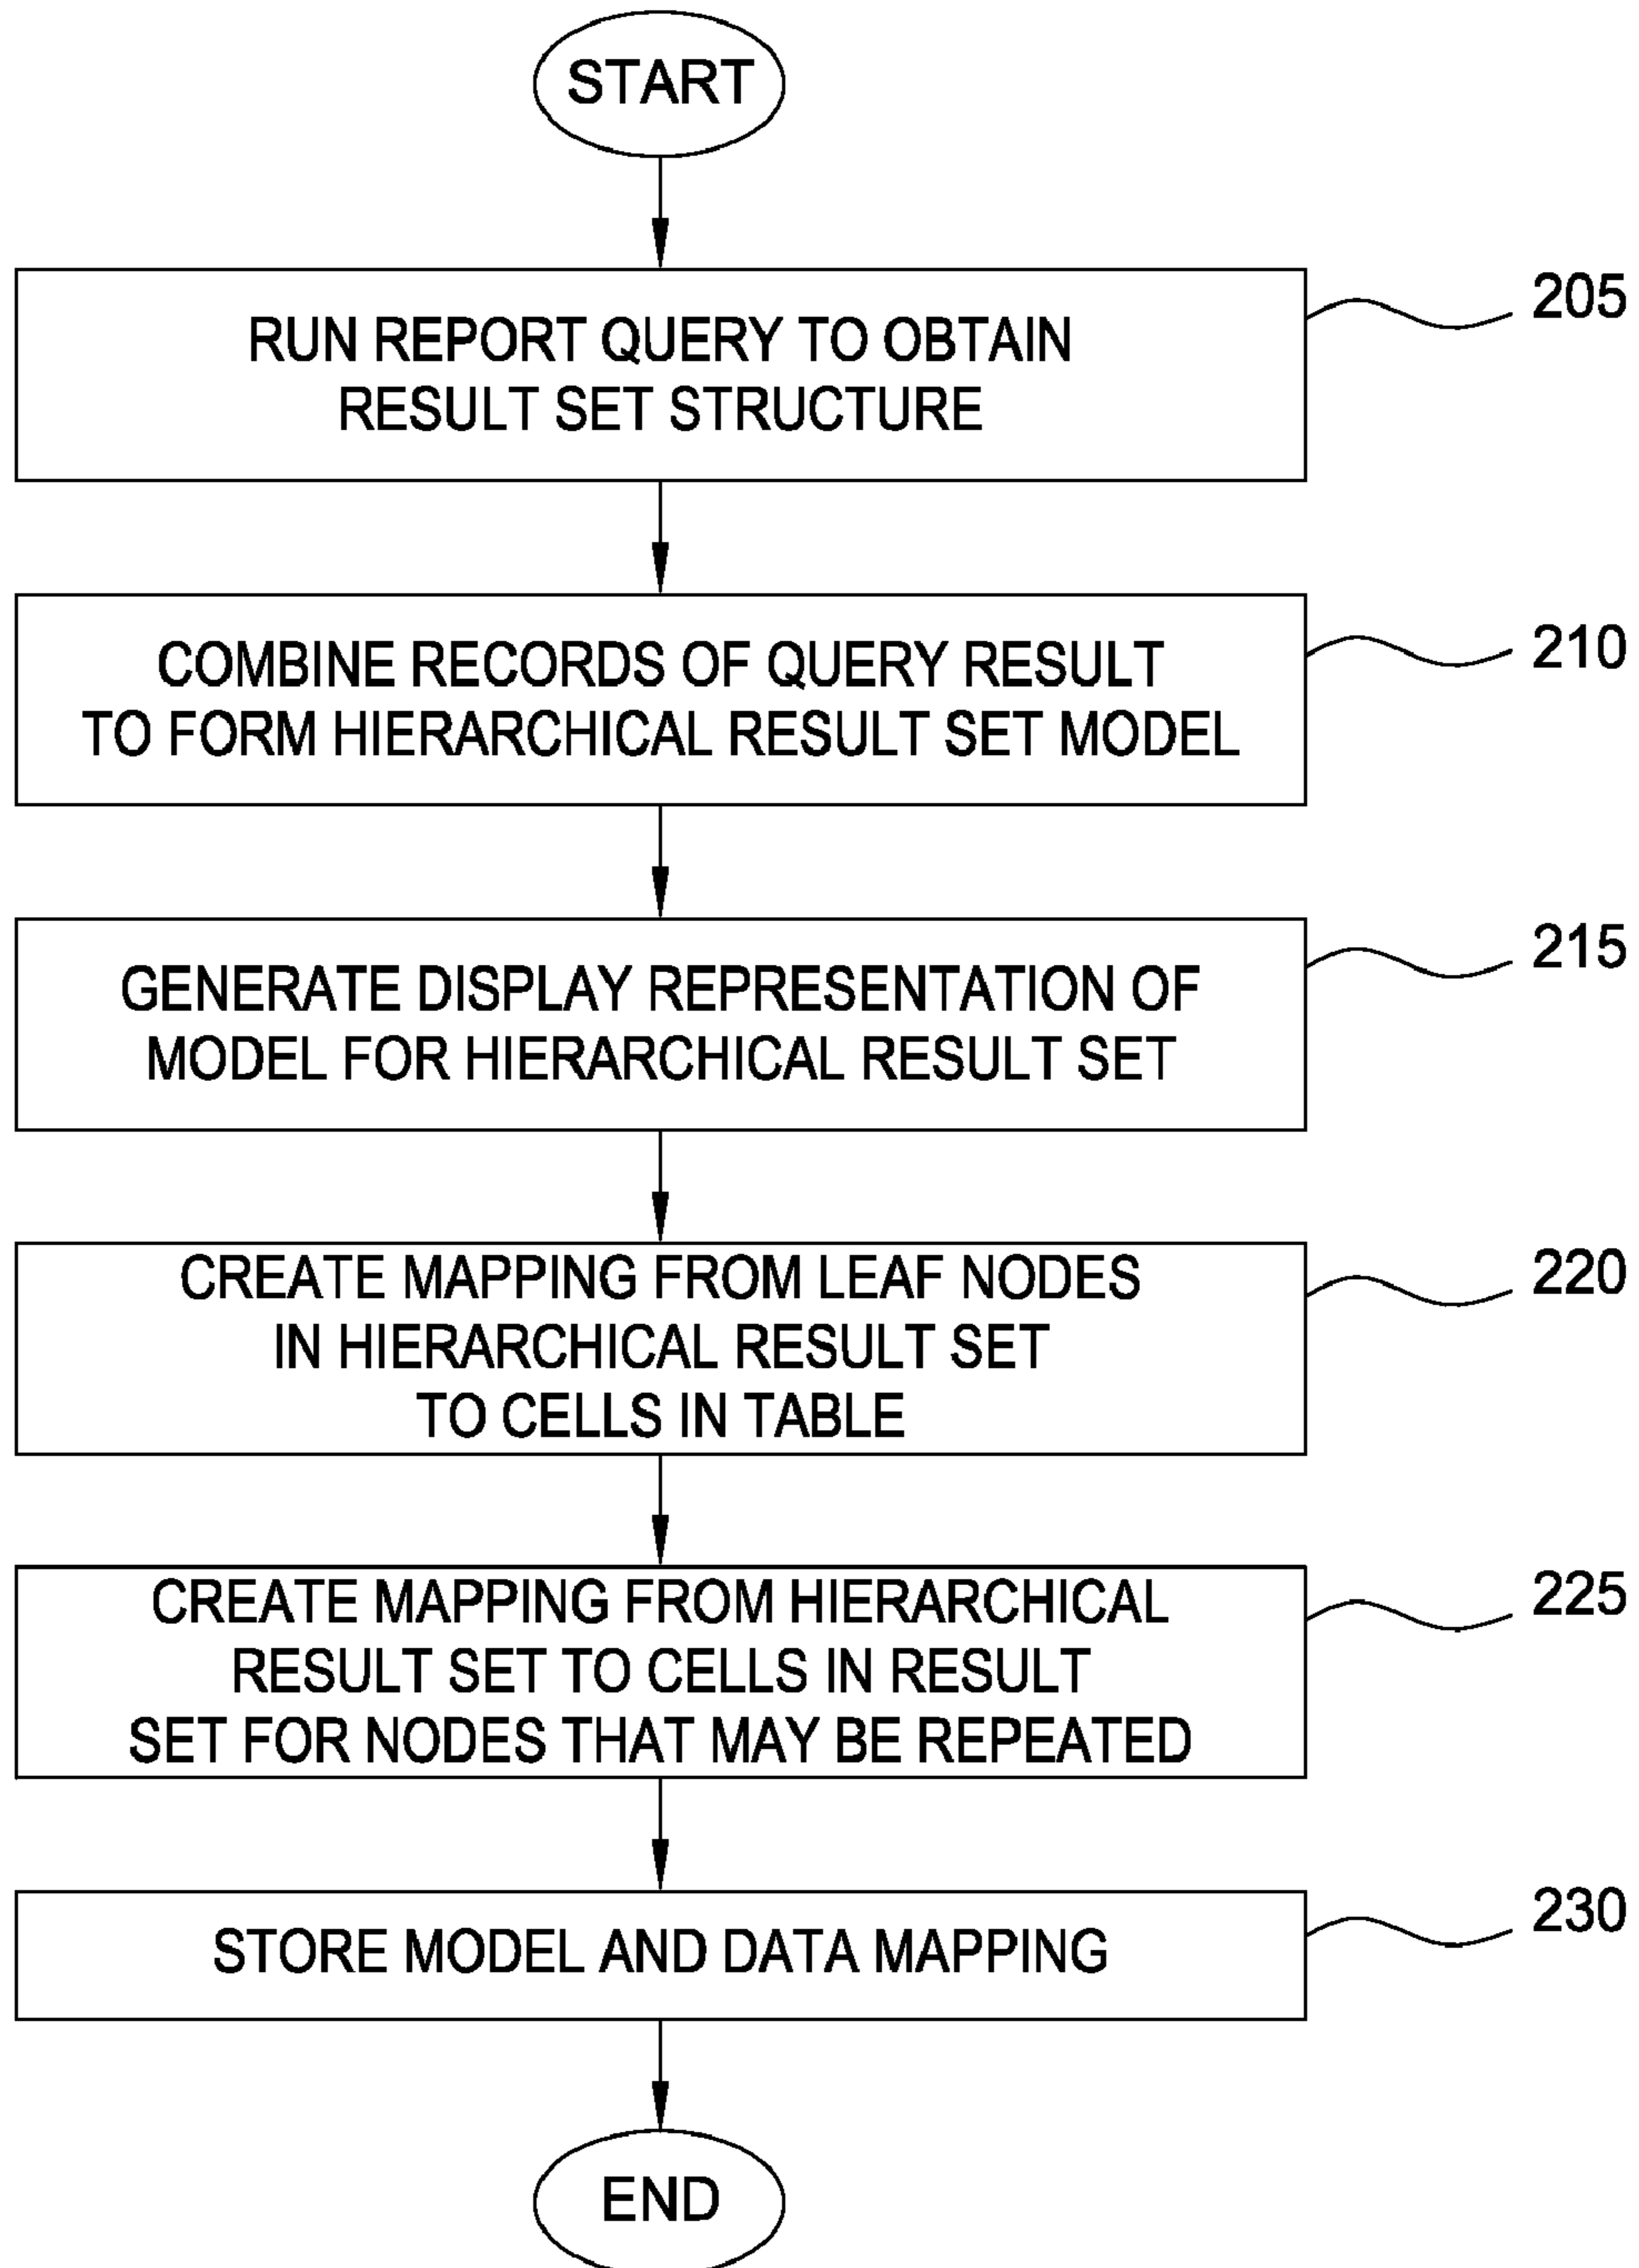 START
RUN REPORT QUERY TO OBTAIN
RESULT SET STRUCTURE
205
COMBINE RECORDS OF QUERY RESULT
TO FORM HIERARCHICAL RESULT SET MODEL
210
GENERATE DISPLAY REPRESENTATION OF
MODEL FOR HIERARCHICAL RESULT SET
215
CREATE MAPPING FROM LEAF NODES
IN HIERARCHICAL RESULT SET
TO CELLS IN TABLE
220
CREATE MAPPING FROM HIERARCHICAL
RESULT SET TO CELLS IN RESULT
SET FOR NODES THAT MAY BE REPEATED
225
STORE MODEL AND DATA MAPPING
230
END